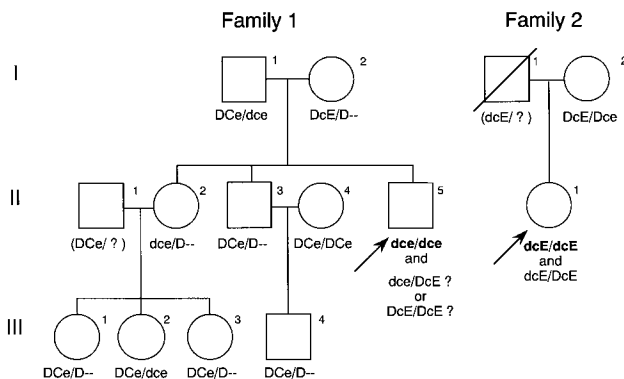 Family 1 Family 2
I
1 2 1 2
DCe/dce DcE/D-- (dcE/ ?) DcE/Dce
II
1 2 3 4 5 1
(DCe/ ?) dce/D-- DCe/D-- DCe/DCe dce/dce dcE/dcE
and and
dce/DcE ? dcE/DcE
or
DcE/DcE ?
III
1 2 3 4
DCe/D-- DCe/dce DCe/D-- DCe/D--